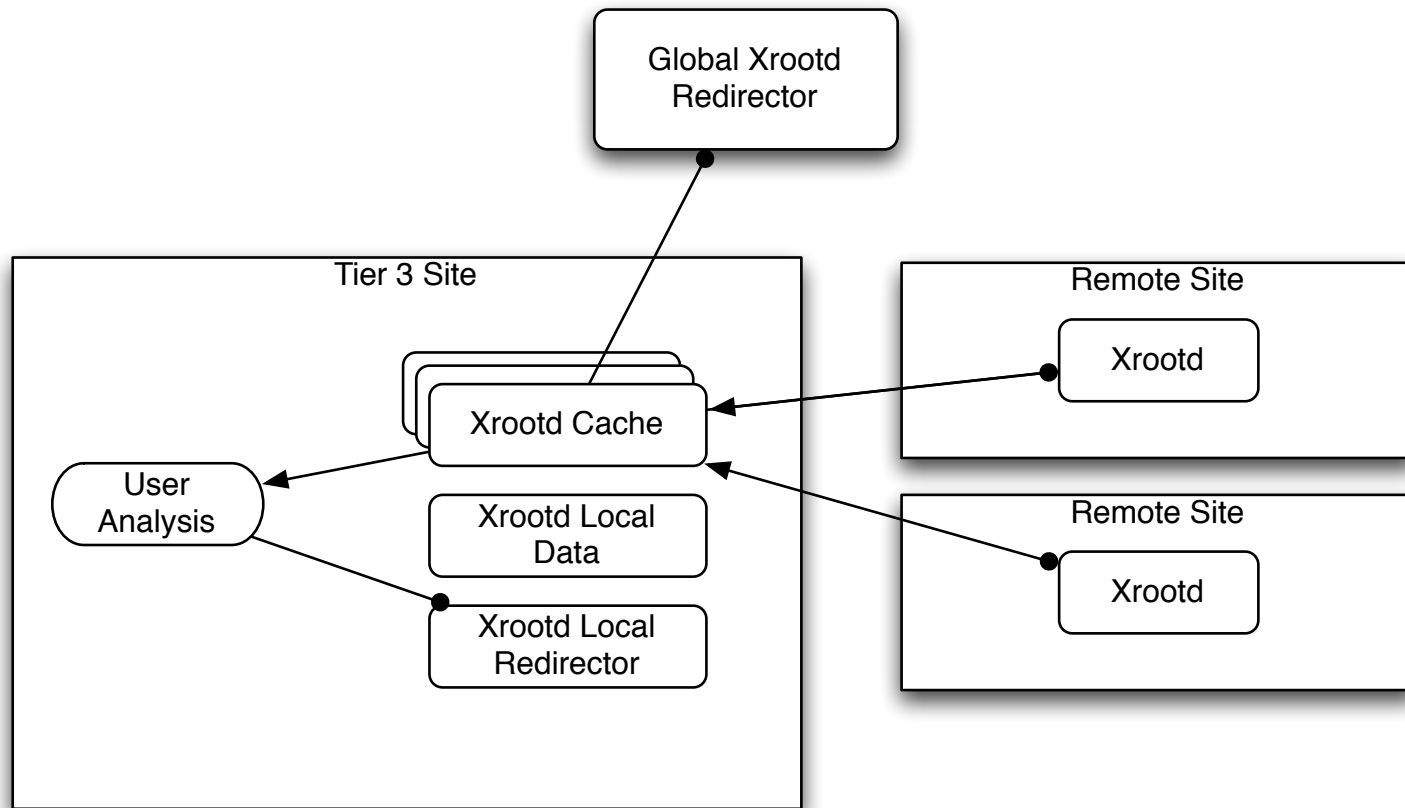 Global Xrootd
Redirector
Tier 3 Site
Xrootd Cache
User
Analysis
Xrootd Local
Data
Xrootd Local
Redirector
Remote Site
Xrootd
Remote Site
Xrootd